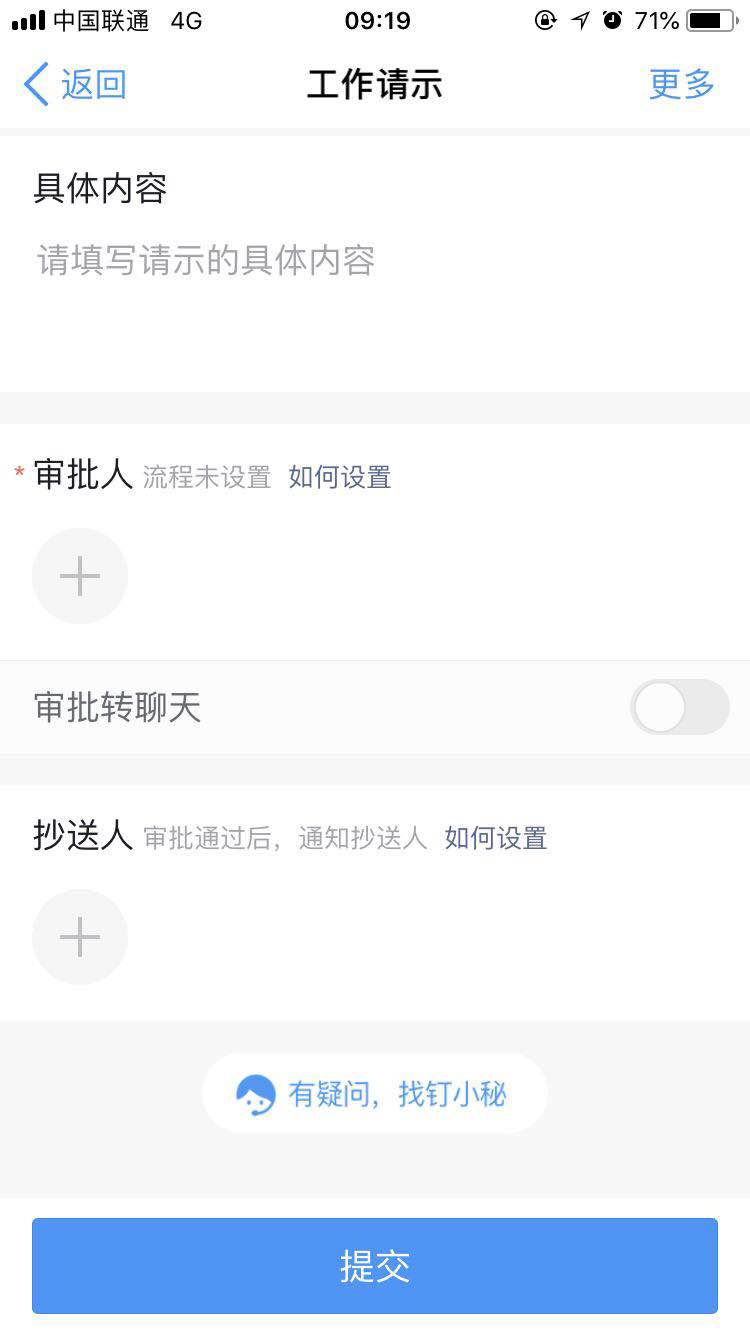 中国联通 4G 09:19 71%
返回 工作请示 更多
具体内容
请填写请示的具体内容
* 审批人 流程未设置 如何设置
审批转聊天
抄送人 审批通过后，通知抄送人 如何设置
有疑问，找钉小秘
提交